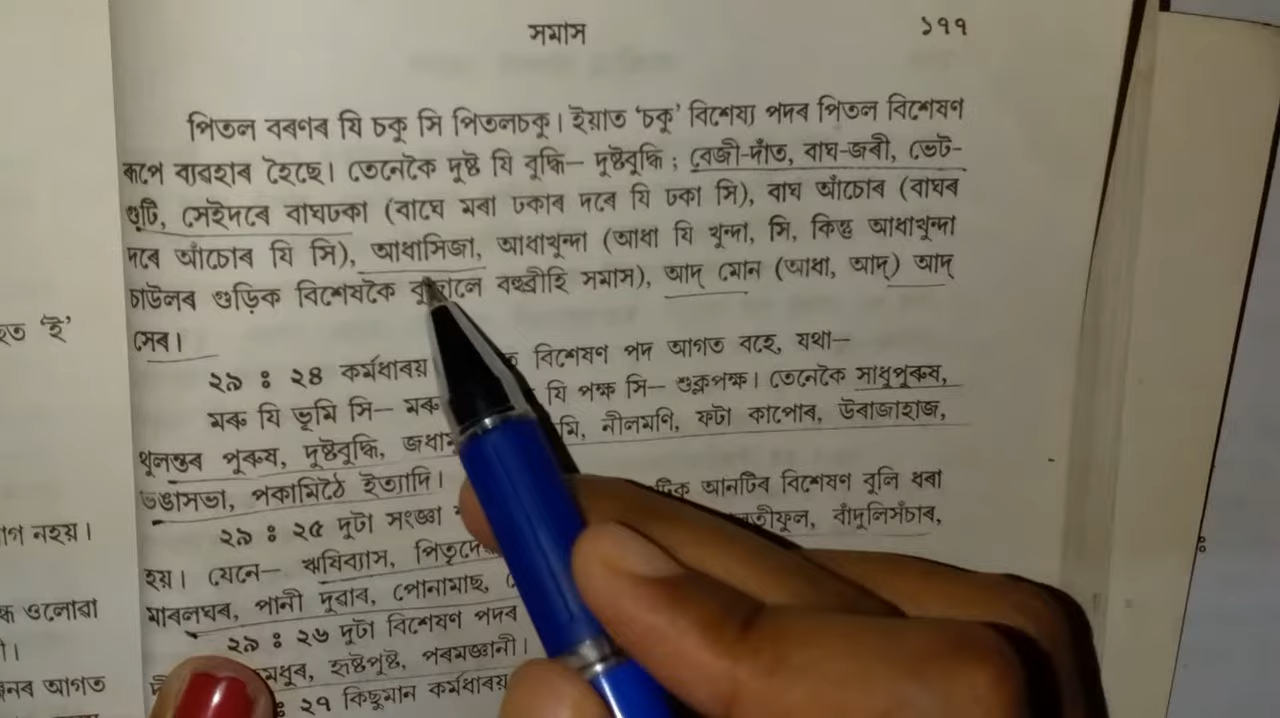 সমাস ১৭৭
পিতল বৰণৰ যি চকু সি পিতলচকু। ইয়াত ‘চকু’ বিশেষ্য পদৰ পিতল বিশেষণ
ৰূপে ব্যৱহাৰ হৈছে। তেনেকৈ দুষ্ট যি বুদ্ধি— দুষ্টবুদ্ধি ; বেজী-দাঁত, বাঘ-জৰী, ভেট-
গুটি, সেইদৰে বাঘঢকা (বাঘে মৰা ঢকাৰ দৰে যি ঢকা সি), বাঘ আঁচোৰ (বাঘৰ
দৰে আঁচোৰ যি সি), আধাসিজা, আধাখুন্দা (আধা যি খুন্দা, সি, কিন্তু আধাখুন্দা
চাউলৰ গুড়িক বিশেষকৈ বুজালে বহুব্ৰীহি সমাস), আদ্ মোন (আধা, আদ্) আদ্
সেৰ।
২৯ ঃ ২৪ কৰ্মধাৰয় বিশেষণ পদ আগত বহে, যথা—
মৰু যি ভূমি সি— মৰু যি পক্ষ সি— শুক্লপক্ষ। তেনেকৈ সাধুপুৰুষ,
থুলন্তৰ পুৰুষ, দুষ্টবুদ্ধি, নীলমণি, ফটা কাপোৰ, উৰাজাহাজ,
ভঙাসভা, পকামিঠৈ ইত্যাদি।
২৯ ঃ ২৫ দুটা সংজ্ঞা আনটিৰ বিশেষণ বুলি ধৰা
হয়। যেনে— ঋষিব্যাস, বাঁদুলিসঁচাৰ,
মাৰলঘৰ, পানী দুৱাৰ, পোনামাছ,
২৯ ঃ ২৬ দুটা বিশেষণ পদৰ
মধুৰ, হৃষ্টপুষ্ট, পৰমজ্ঞানী।
২৭ কিছুমান কৰ্মধাৰয়
‘ই’
নহয়।
ওলোৱা
আগত